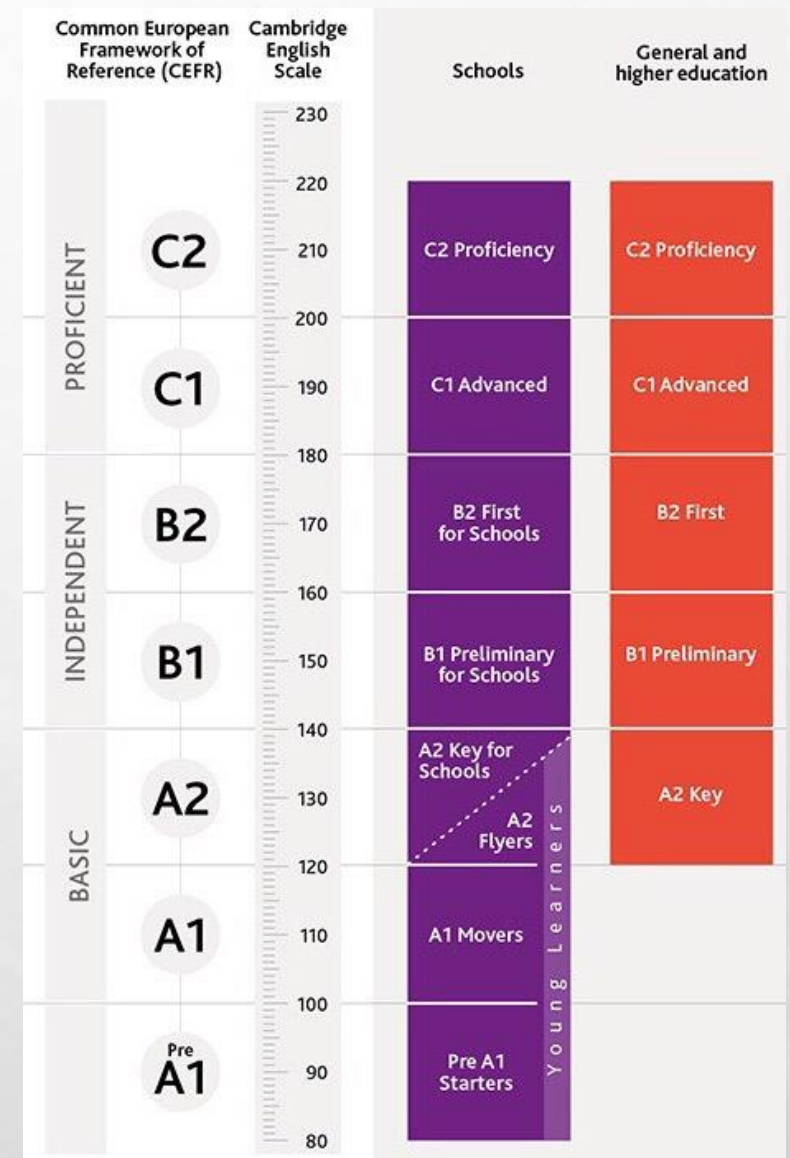 Common European
Framework of
Reference (CEFR)
Cambridge
English
Scale
Schools
General and
higher education
PROFICIENT
INDEPENDENT
BASIC
C2
C1
B2
B1
A2
A1
Pre
A1
230
220
210
200
190
180
170
160
150
140
130
120
110
100
90
80
C2 Proficiency
C1 Advanced
B2 First
for Schools
B1 Preliminary
for Schools
A2 Key for
Schools
A2
Flyers
A1 Movers
Pre A1
Starters
Young Learners
C2 Proficiency
C1 Advanced
B2 First
B1 Preliminary
A2 Key